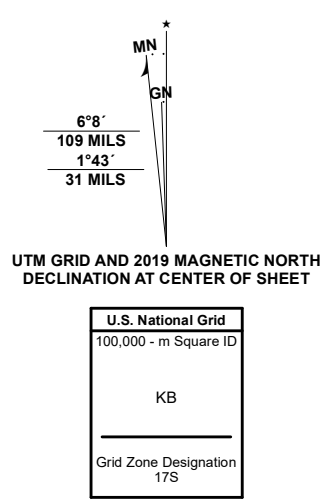 MN
GN
6°8´
109 MILS
1°43´
31 MILS
UTM GRID AND 2019 MAGNETIC NORTH
DECLINATION AT CENTER OF SHEET
U.S. National Grid
100,000 - m Square ID
KB
Grid Zone Designation
17S